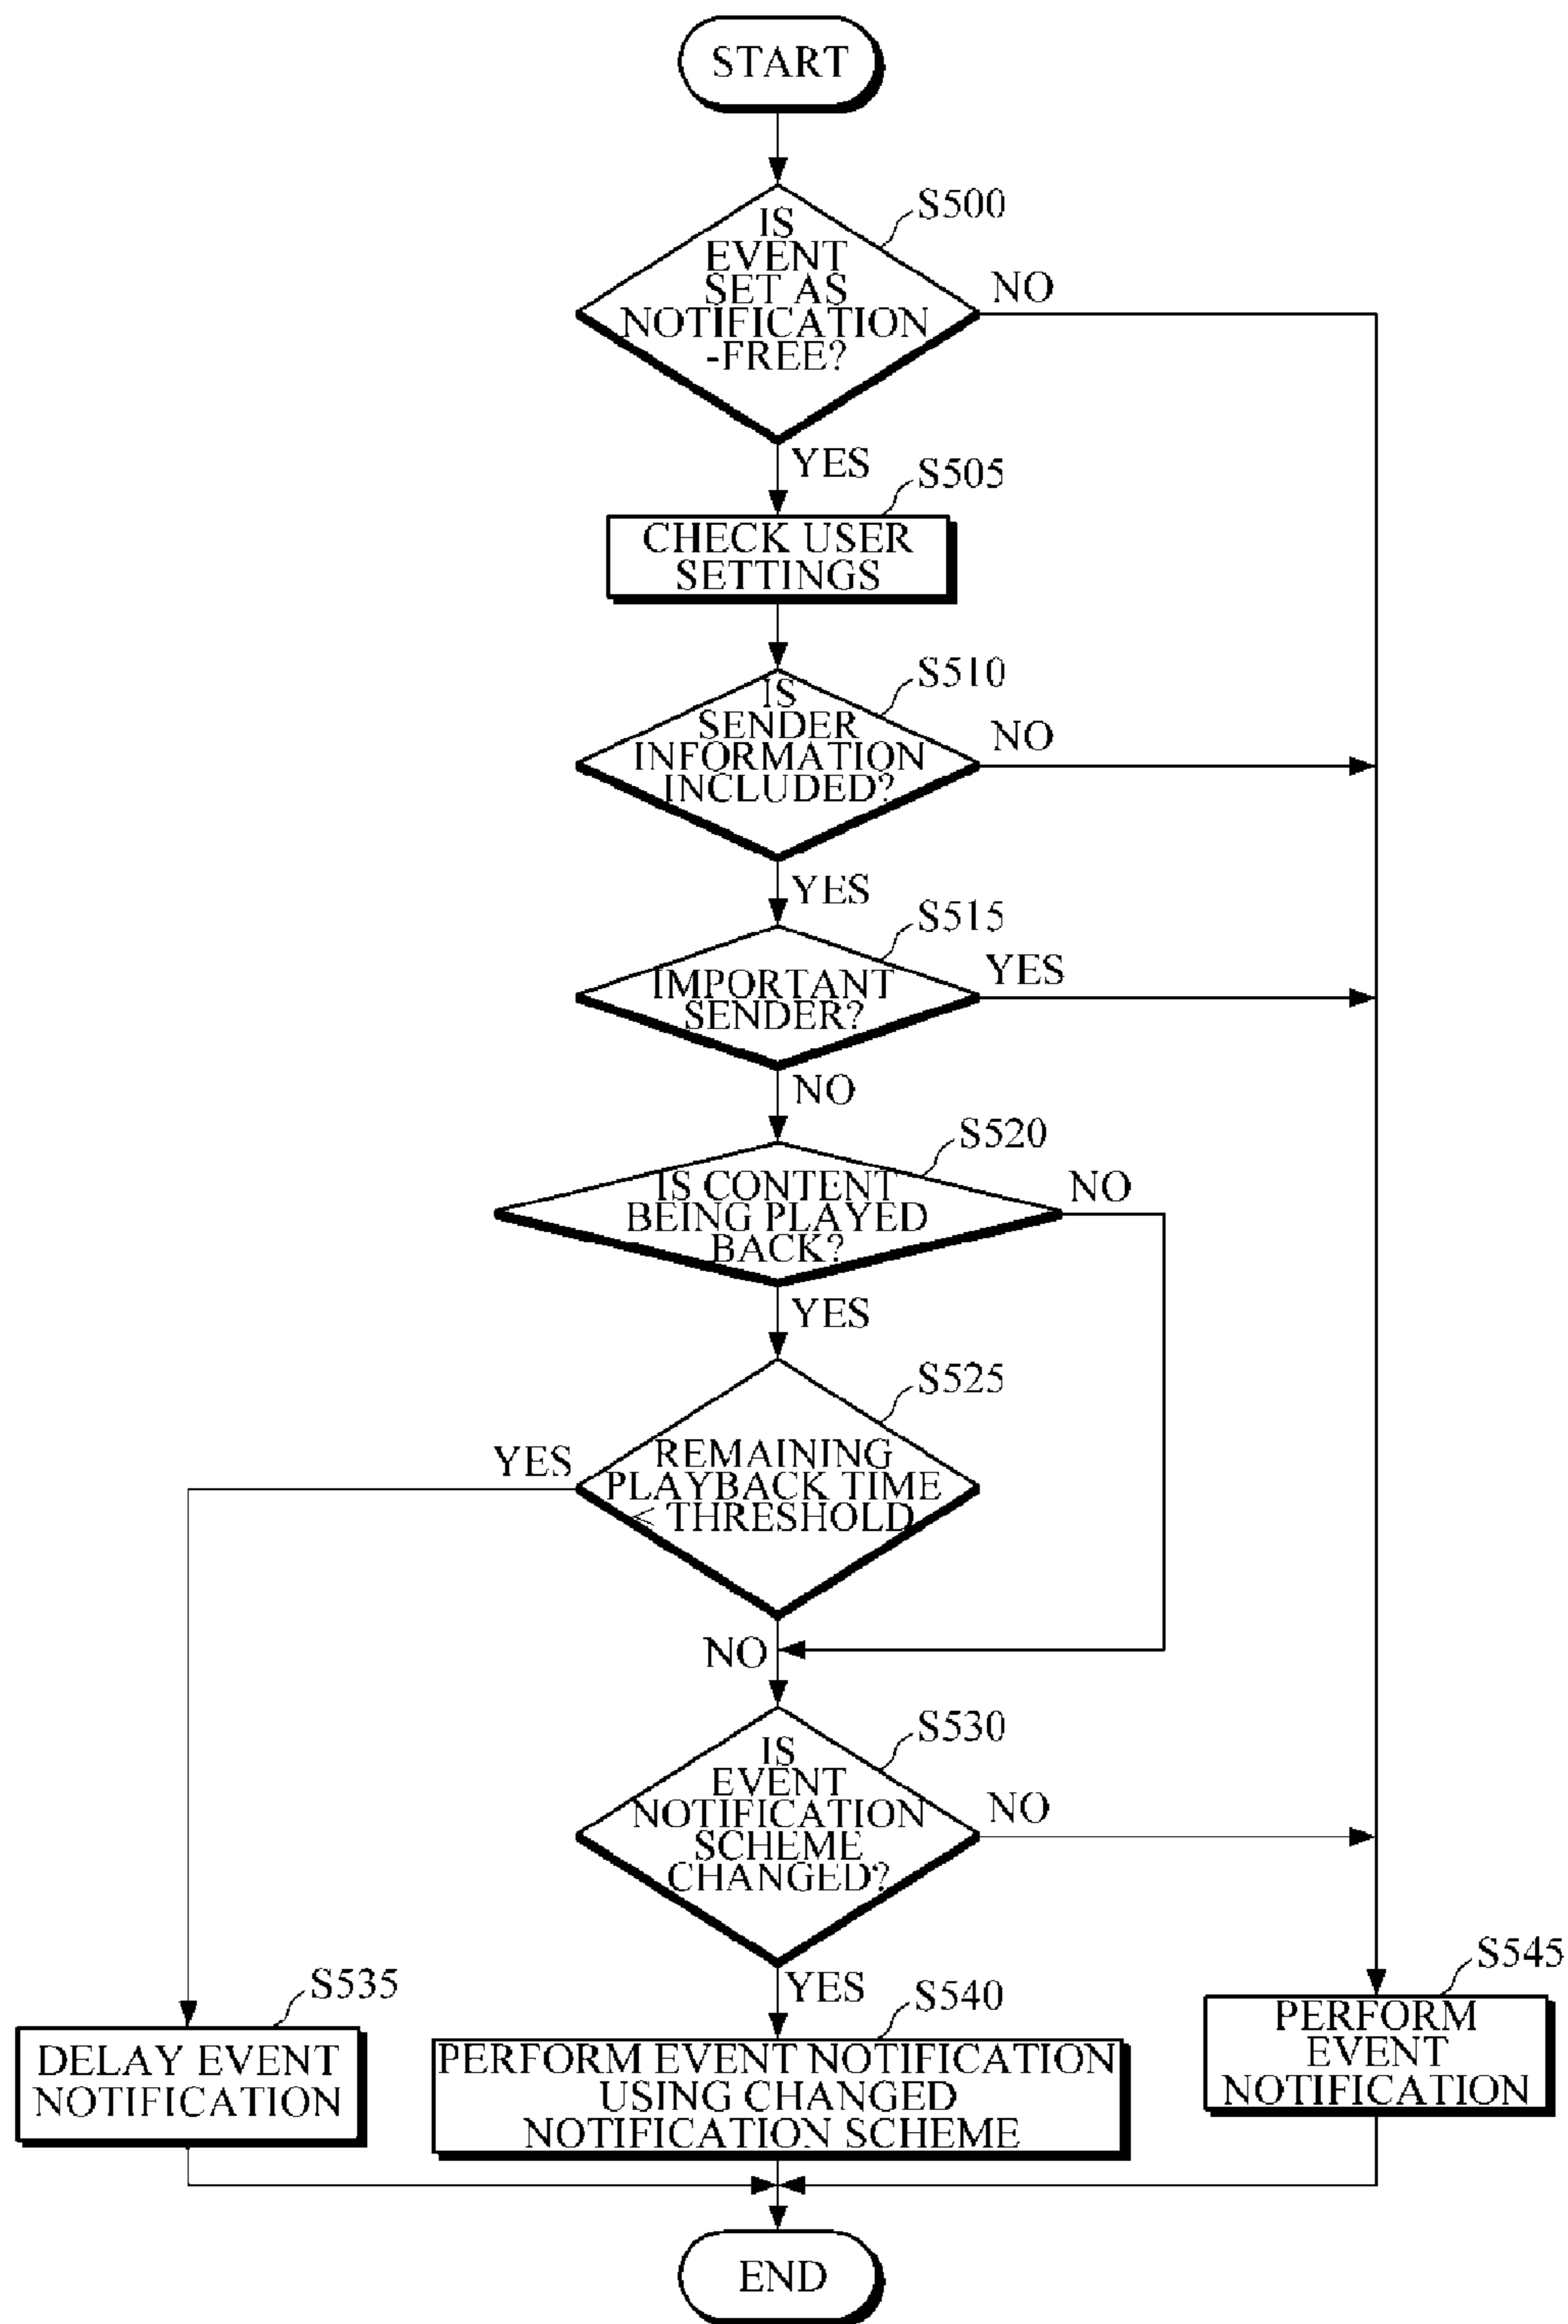 START
S500
IS
EVENT
SET AS
NOTIFICATION
-FREE?
NO
YES
S505
CHECK USER
SETTINGS
S510
IS
SENDER
INFORMATION
INCLUDED?
NO
YES
S515
IMPORTANT
SENDER?
YES
NO
S520
IS CONTENT
BEING PLAYED
BACK?
NO
YES
S525
REMAINING
PLAYBACK TIME
< THRESHOLD
YES
NO
S530
IS
EVENT
NOTIFICATION
SCHEME
CHANGED?
NO
YES
S535
DELAY EVENT
NOTIFICATION
S540
PERFORM EVENT NOTIFICATION
USING CHANGED
NOTIFICATION SCHEME
S545
PERFORM
EVENT
NOTIFICATION
END